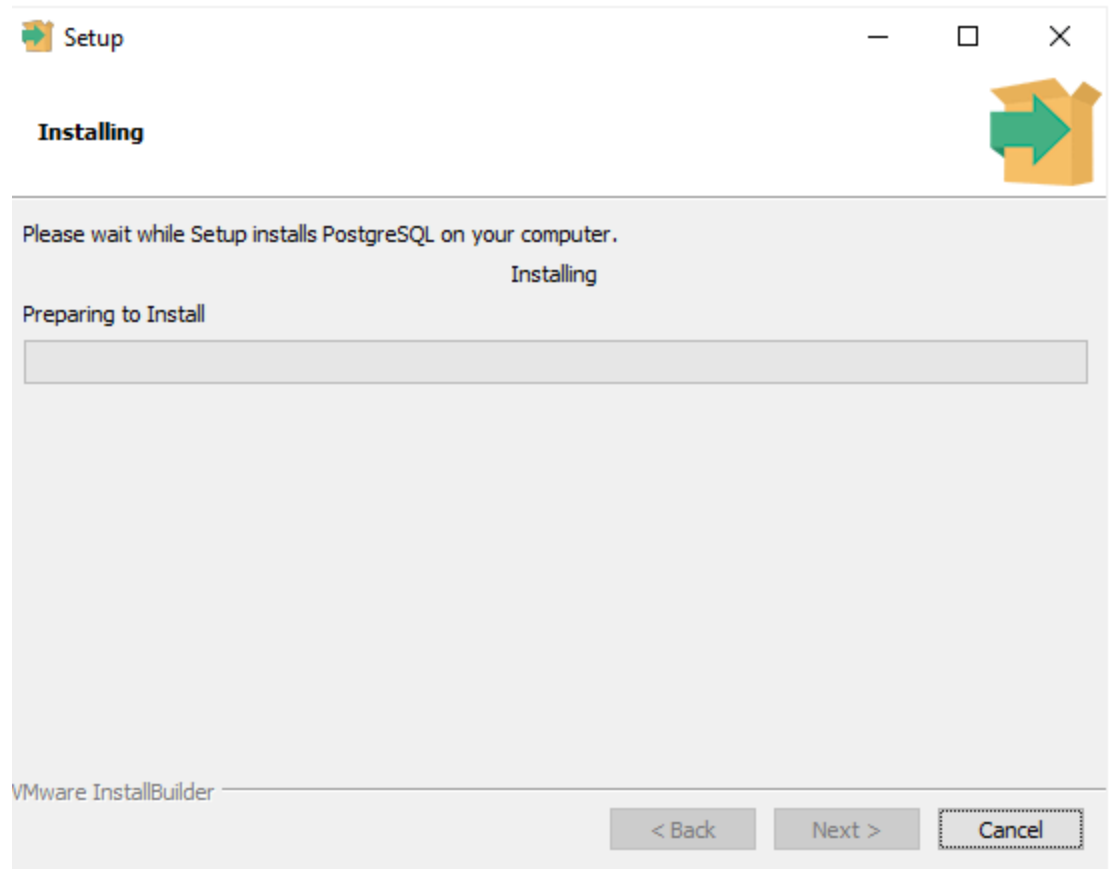 Setup
Installing
Please wait while Setup installs PostgreSQL on your computer.
Installing
Preparing to Install
VMware InstallBuilder
< Back
Next >
Cancel